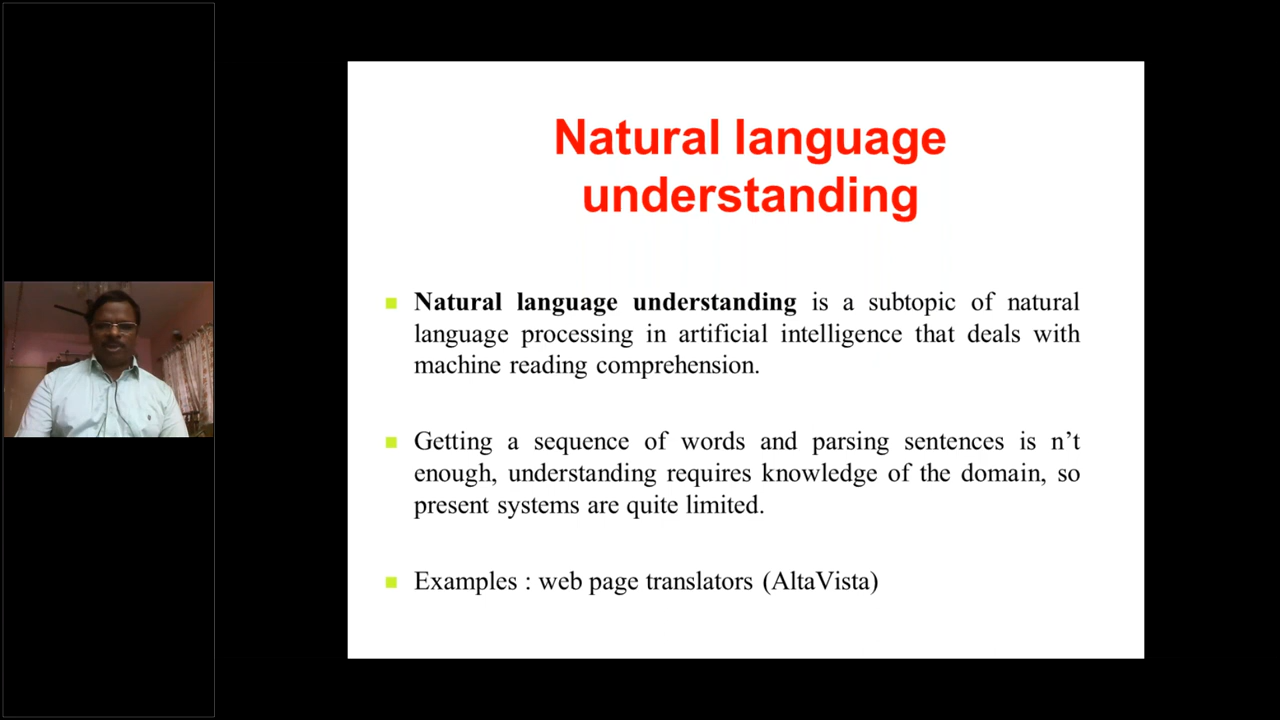 Natural language
understanding
Natural language understanding is a subtopic of natural
language processing in artificial intelligence that deals with
machine reading comprehension.
Getting a sequence of words and parsing sentences is n’t
enough, understanding requires knowledge of the domain, so
present systems are quite limited.
Examples : web page translators (AltaVista)